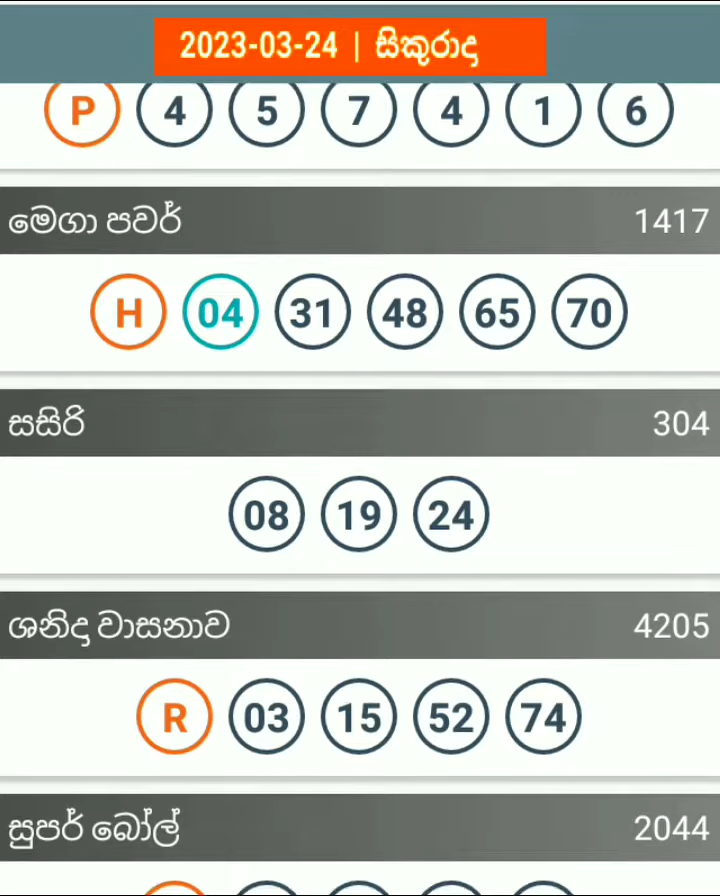 2023-03-24 | සිකුරාදා
P 4 5 7 4 1 6
මෙගා පවර් 1417
H 04 31 48 65 70
සසිරි 304
08 19 24
ශනිදා වාසනාව 4205
R 03 15 52 74
සුපර් බෝල් 2044